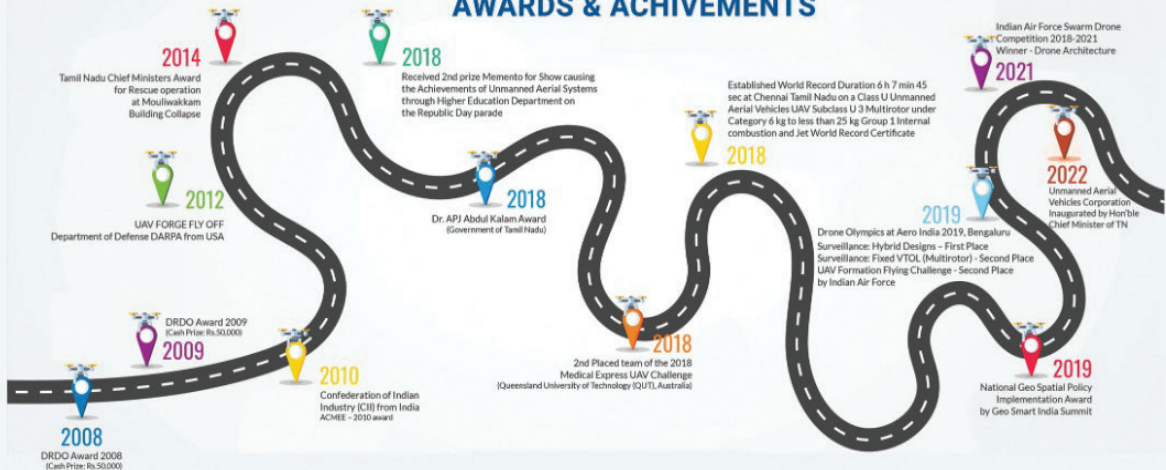 AWARDS & ACHIVEMENTS
2008
DRDO Award 2008
(Cash Prize: Rs.50,000)
DRDO Award 2009
(Cash Prize: Rs.50,000)
2009
2010
Confederation of Indian
Industry (CII) from India
ACMEE – 2010 award
2012
UAV FORGE FLY OFF
Department of Defense DARPA from USA
2014
Tamil Nadu Chief Ministers Award
for Rescue operation
at Mouliwakkam
Building Collapse
2018
Received 2nd prize Memento for Show causing
the Achievements of Unmanned Aerial Systems
through Higher Education Department on
the Republic Day parade
2018
Dr. APJ Abdul Kalam Award
(Government of Tamil Nadu)
2018
2nd Placed team of the 2018
Medical Express UAV Challenge
(Queensland University of Technology (QUT), Australia)
Established World Record Duration 6 h 7 min 45
sec at Chennai Tamil Nadu on a Class U Unmanned
Aerial Vehicles UAV Subclass U 3 Multirotor under
Category 6 kg to less than 25 kg Group 1 Internal
combustion and Jet World Record Certificate
2018
2019
Drone Olympics at Aero India 2019, Bengaluru
Surveillance: Hybrid Designs – First Place
Surveillance: Fixed VTOL (Multirotor) - Second Place
UAV Formation Flying Challenge - Second Place
by Indian Air Force
2019
National Geo Spatial Policy
Implementation Award
by Geo Smart India Summit
Indian Air Force Swarm Drone
Competition 2018-2021
Winner - Drone Architecture
2021
2022
Unmanned Aerial
Vehicles Corporation
Inaugurated by Hon'ble
Chief Minister of TN